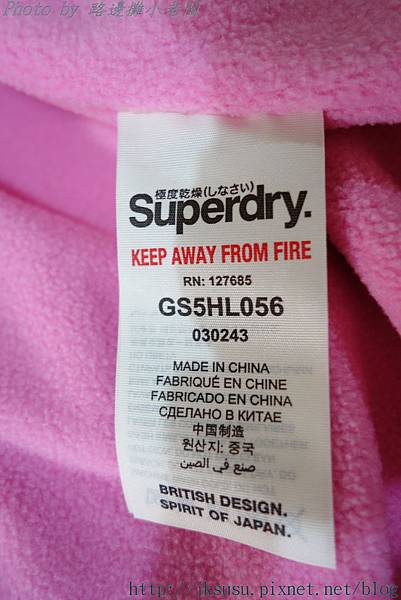 Photo by 路邊攤小老闆
極度乾燥(しなさい)
Superdry.
KEEP AWAY FROM FIRE
RN: 127685
GS5HL056
030243
MADE IN CHINA
FABRIQUÉ EN CHINE
FABRICADO EN CHINA
СДЕЛАНО В КИТАЕ
中国制造
원산지: 중국
صنع في الصين
BRITISH DESIGN.
SPIRIT OF JAPAN.
http://jksusu.pixnet.net/blog